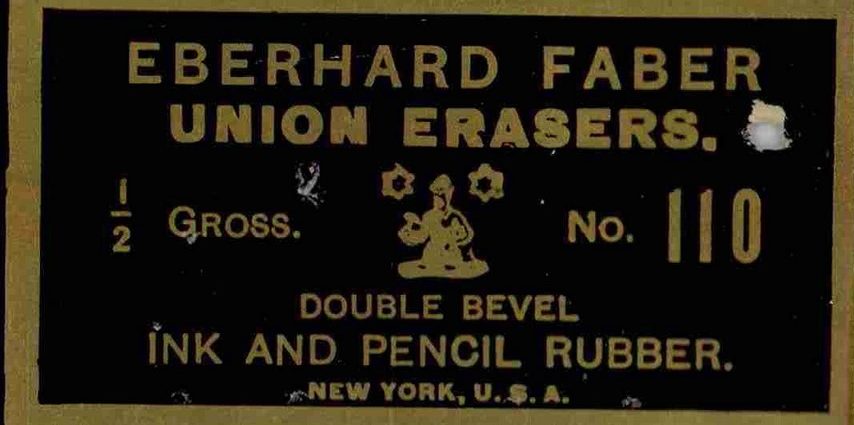 EBERHARD FABER
UNION ERASERS.
1/2 GROSS. No. 110
DOUBLE BEVEL
INK AND PENCIL RUBBER.
NEW YORK, U.S.A.